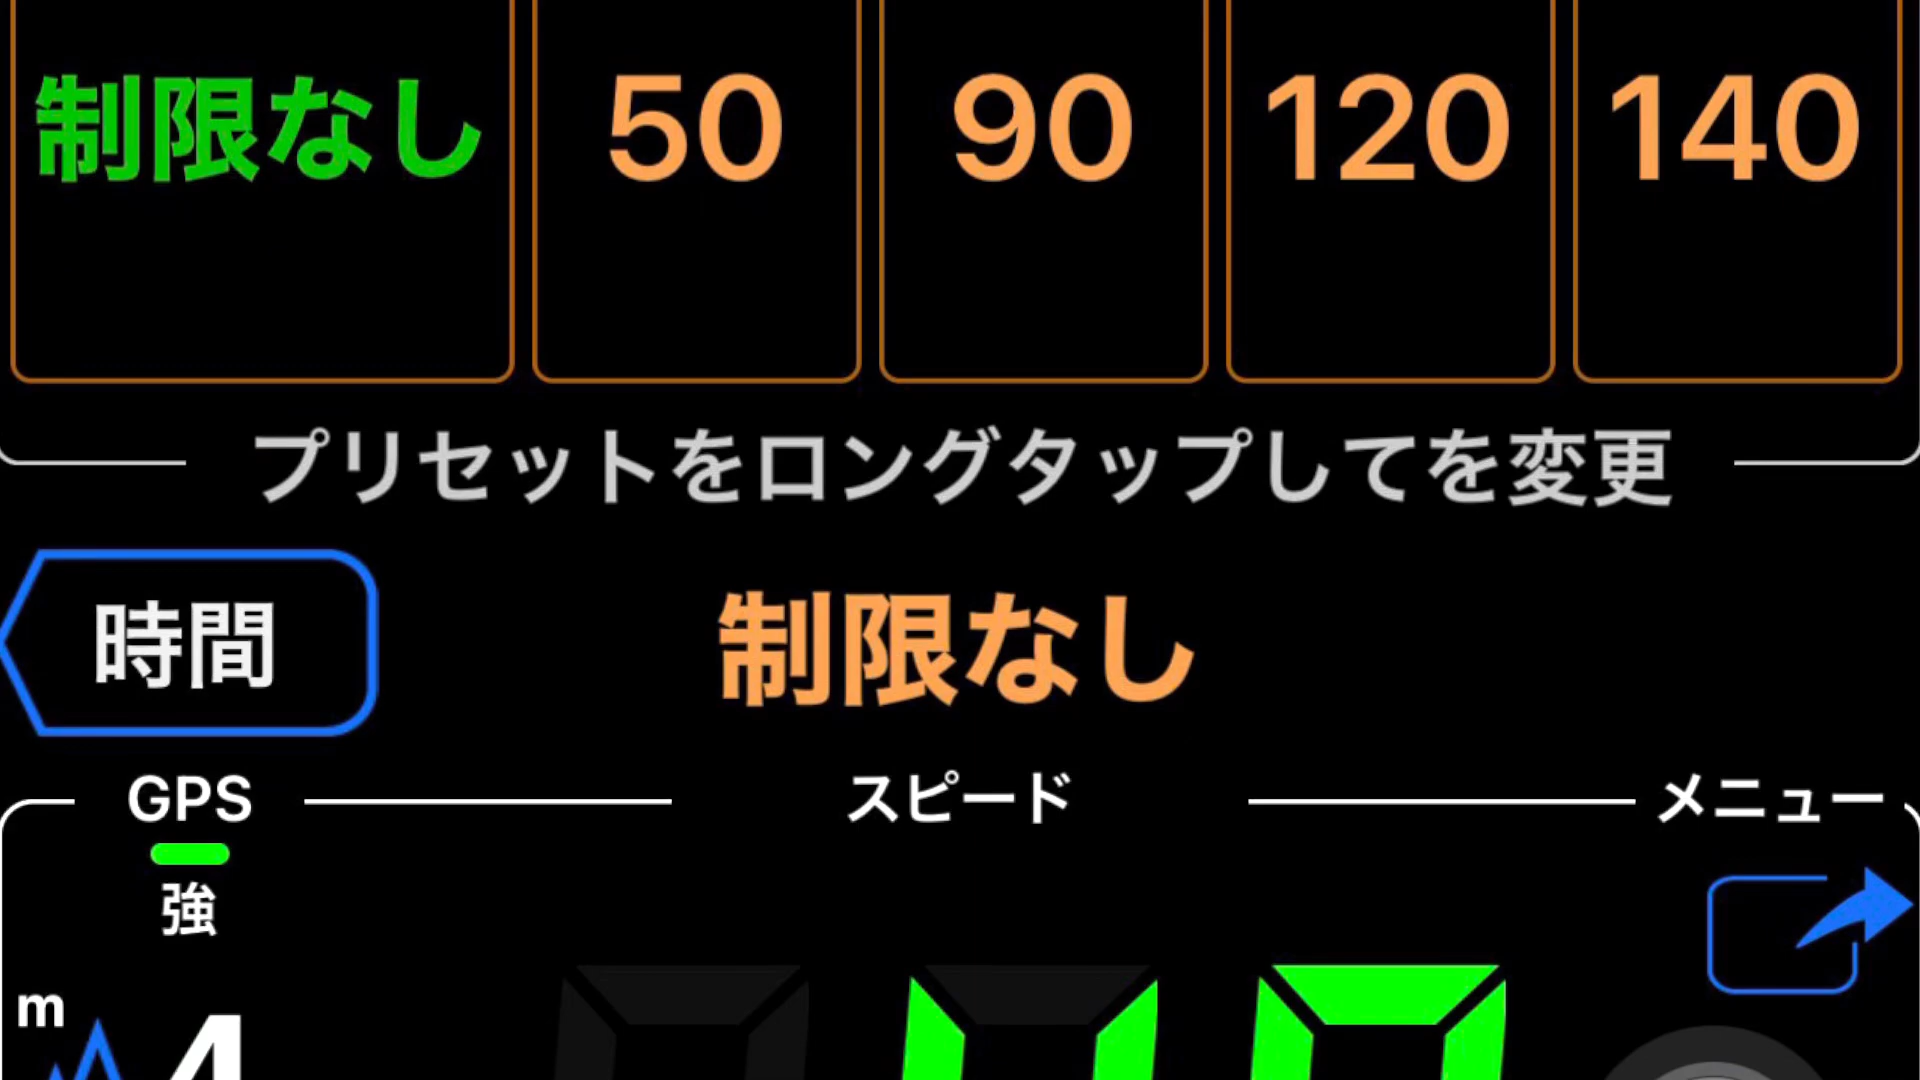 制限なし 50 90 120 140
プリセットをロングタップしてを変更
時間 制限なし
GPS スピード メニュー
強
m
4